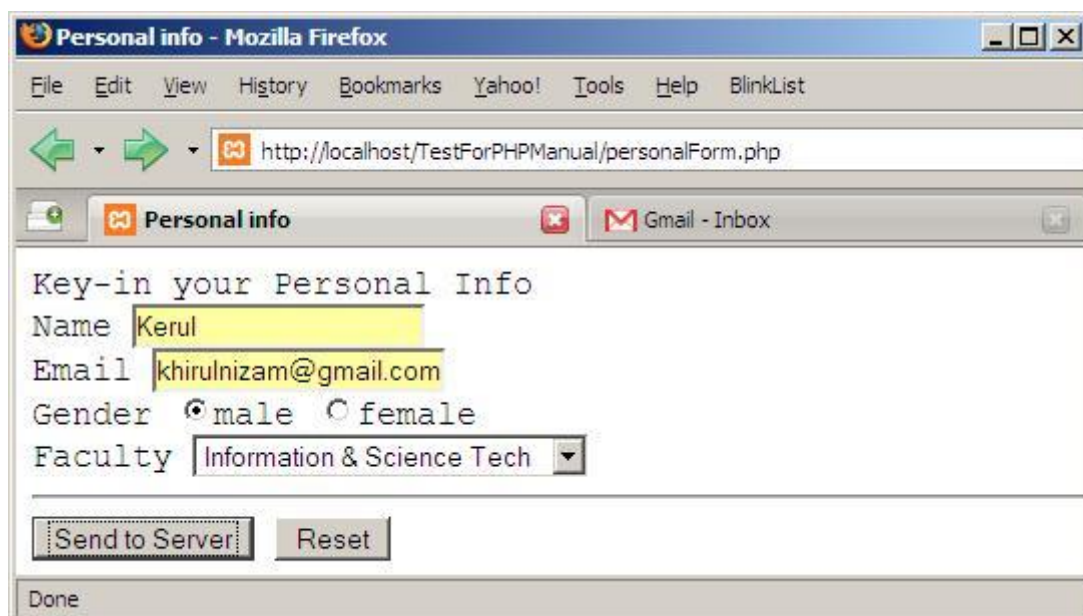 Personal info - Mozilla Firefox
File Edit View History Bookmarks Yahoo! Tools Help BlinkList
http://localhost/TestForPHPManual/personalForm.php
Personal info Gmail - Inbox
Key-in your Personal Info
Name Kerul
Email khirulnizam@gmail.com
Gender male female
Faculty Information & Science Tech
Send to Server Reset
Done